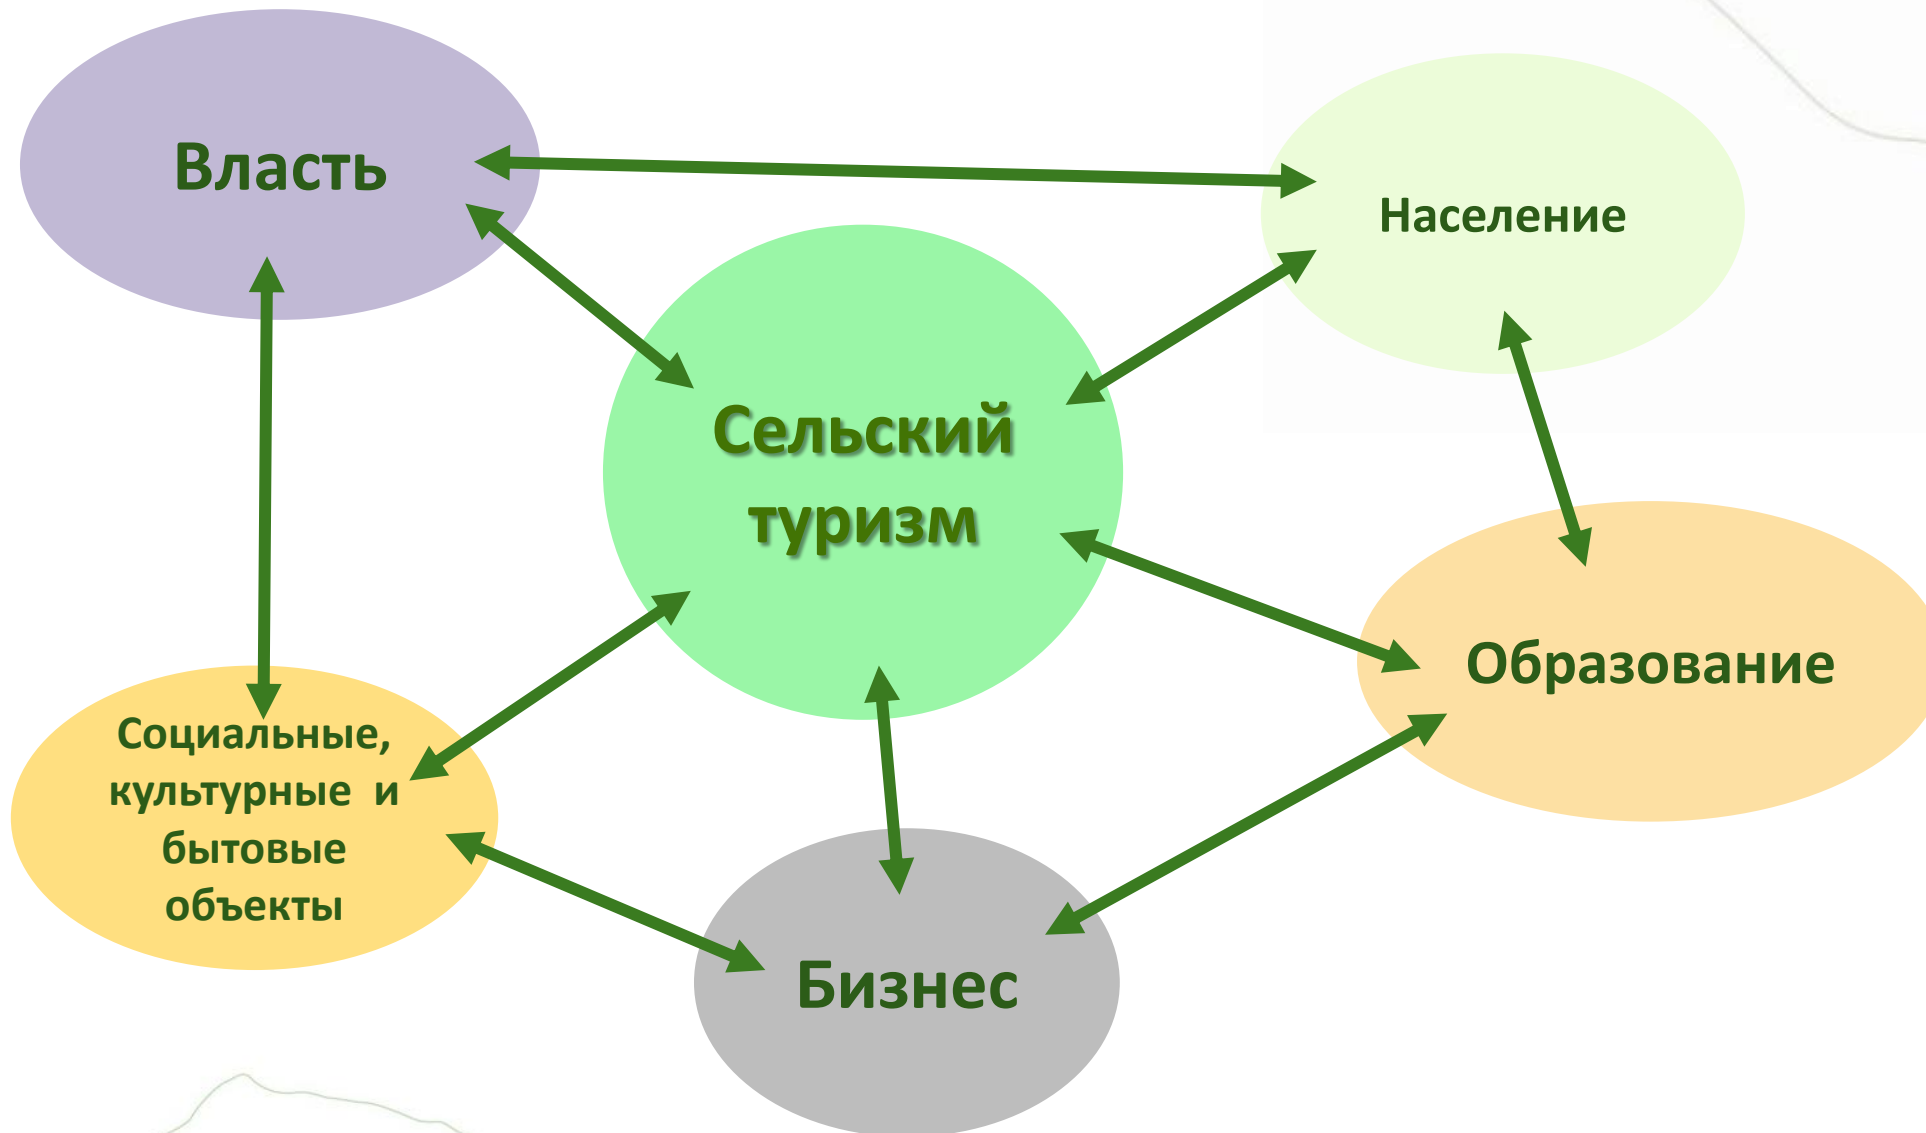 Власть
Население
Сельский
туризм
Образование
Социальные,
культурные и
бытовые
объекты
Бизнес